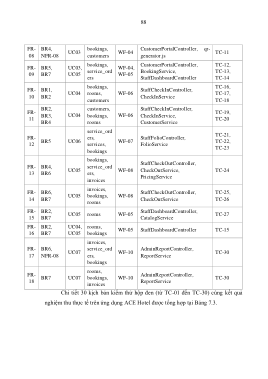 88
FR-08 BR4, NFR-08 UC03 bookings, customers WF-04 CustomerPortalController, qr-generator.js TC-11
FR-09 BR5, BR7 UC03, UC05 bookings, service_orders WF-04, WF-05 CustomerPortalController, BookingService, StaffDashboardController TC-12, TC-13, TC-14
FR-10 BR1, BR2 UC04 bookings, rooms, customers WF-06 StaffCheckInController, CheckInService TC-16, TC-17, TC-18
FR-11 BR2, BR3, BR4 UC04 customers, bookings, rooms WF-06 StaffCheckInController, CheckInService, CustomerService TC-19, TC-20
FR-12 BR5 UC06 service_orders, services, bookings WF-07 StaffFolioController, FolioService TC-21, TC-22, TC-23
FR-13 BR4, BR6 UC05 bookings, service_orders, invoices WF-08 StaffCheckOutController, CheckOutService, PricingService TC-24
FR-14 BR6, BR7 UC05 invoices, bookings, rooms WF-08 StaffCheckOutController, CheckOutService TC-25, TC-26
FR-15 BR2, BR7 UC05 rooms WF-05 StaffDashboardController, CatalogService TC-27
FR-16 BR2, BR7 UC04, UC05 rooms, bookings WF-05 StaffDashboardController TC-15
FR-17 BR6, NFR-08 UC07 invoices, service_orders, bookings WF-10 AdminReportController, ReportService TC-30
FR-18 BR7 UC07 rooms, bookings, invoices WF-10 AdminReportController, ReportService TC-30
Chi tiết 30 kịch bản kiểm thử hộp đen (từ TC-01 đến TC-30) cùng kết quả
nghiệm thu thực tế trên ứng dụng ACE Hotel được tổng hợp tại Bảng 7.3.